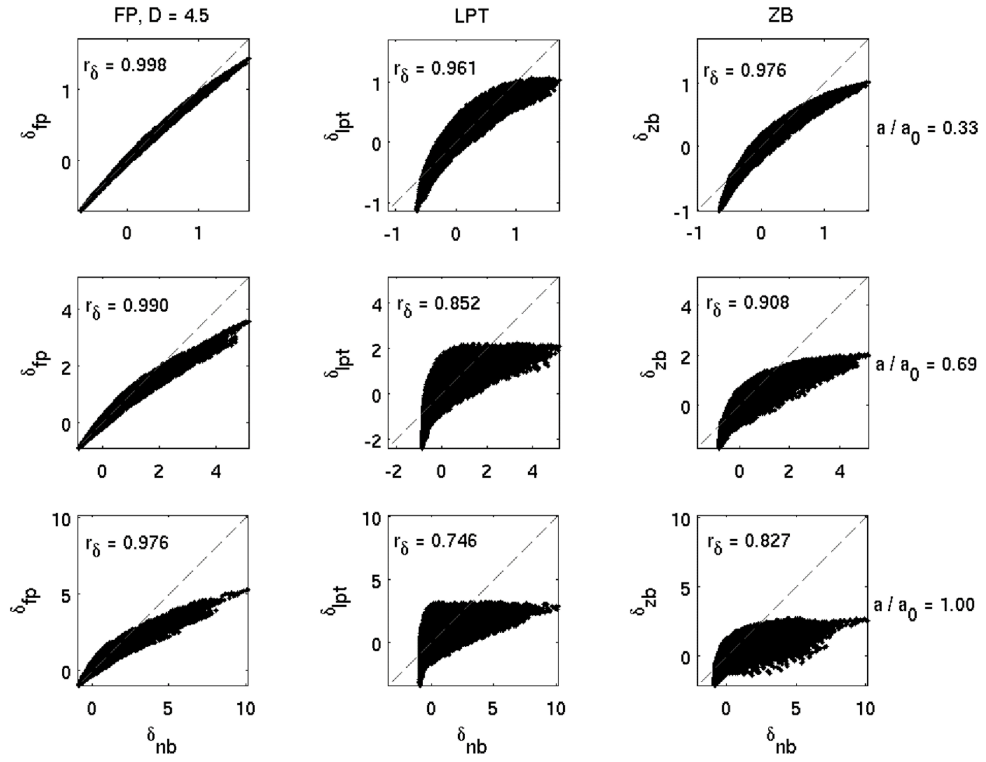 FP, D = 4.5 LPT ZB
r_δ = 0.998 r_δ = 0.961 r_δ = 0.976
δ_fp δ_lpt δ_zb
1 0
1 0 -1
1 0 -1
a / a_0 = 0.33
0 1
-1 0 1
-1 0 1
r_δ = 0.990 r_δ = 0.852 r_δ = 0.908
δ_fp δ_lpt δ_zb
4 2 0
4 2 0 -2
4 2 0
a / a_0 = 0.69
0 2 4
-2 0 2 4
0 2 4
r_δ = 0.976 r_δ = 0.746 r_δ = 0.827
δ_fp δ_lpt δ_zb
10 5 0
10 5 0
10 5 0
a / a_0 = 1.00
0 5 10
0 5 10
0 5 10
δ_nb δ_nb δ_nb